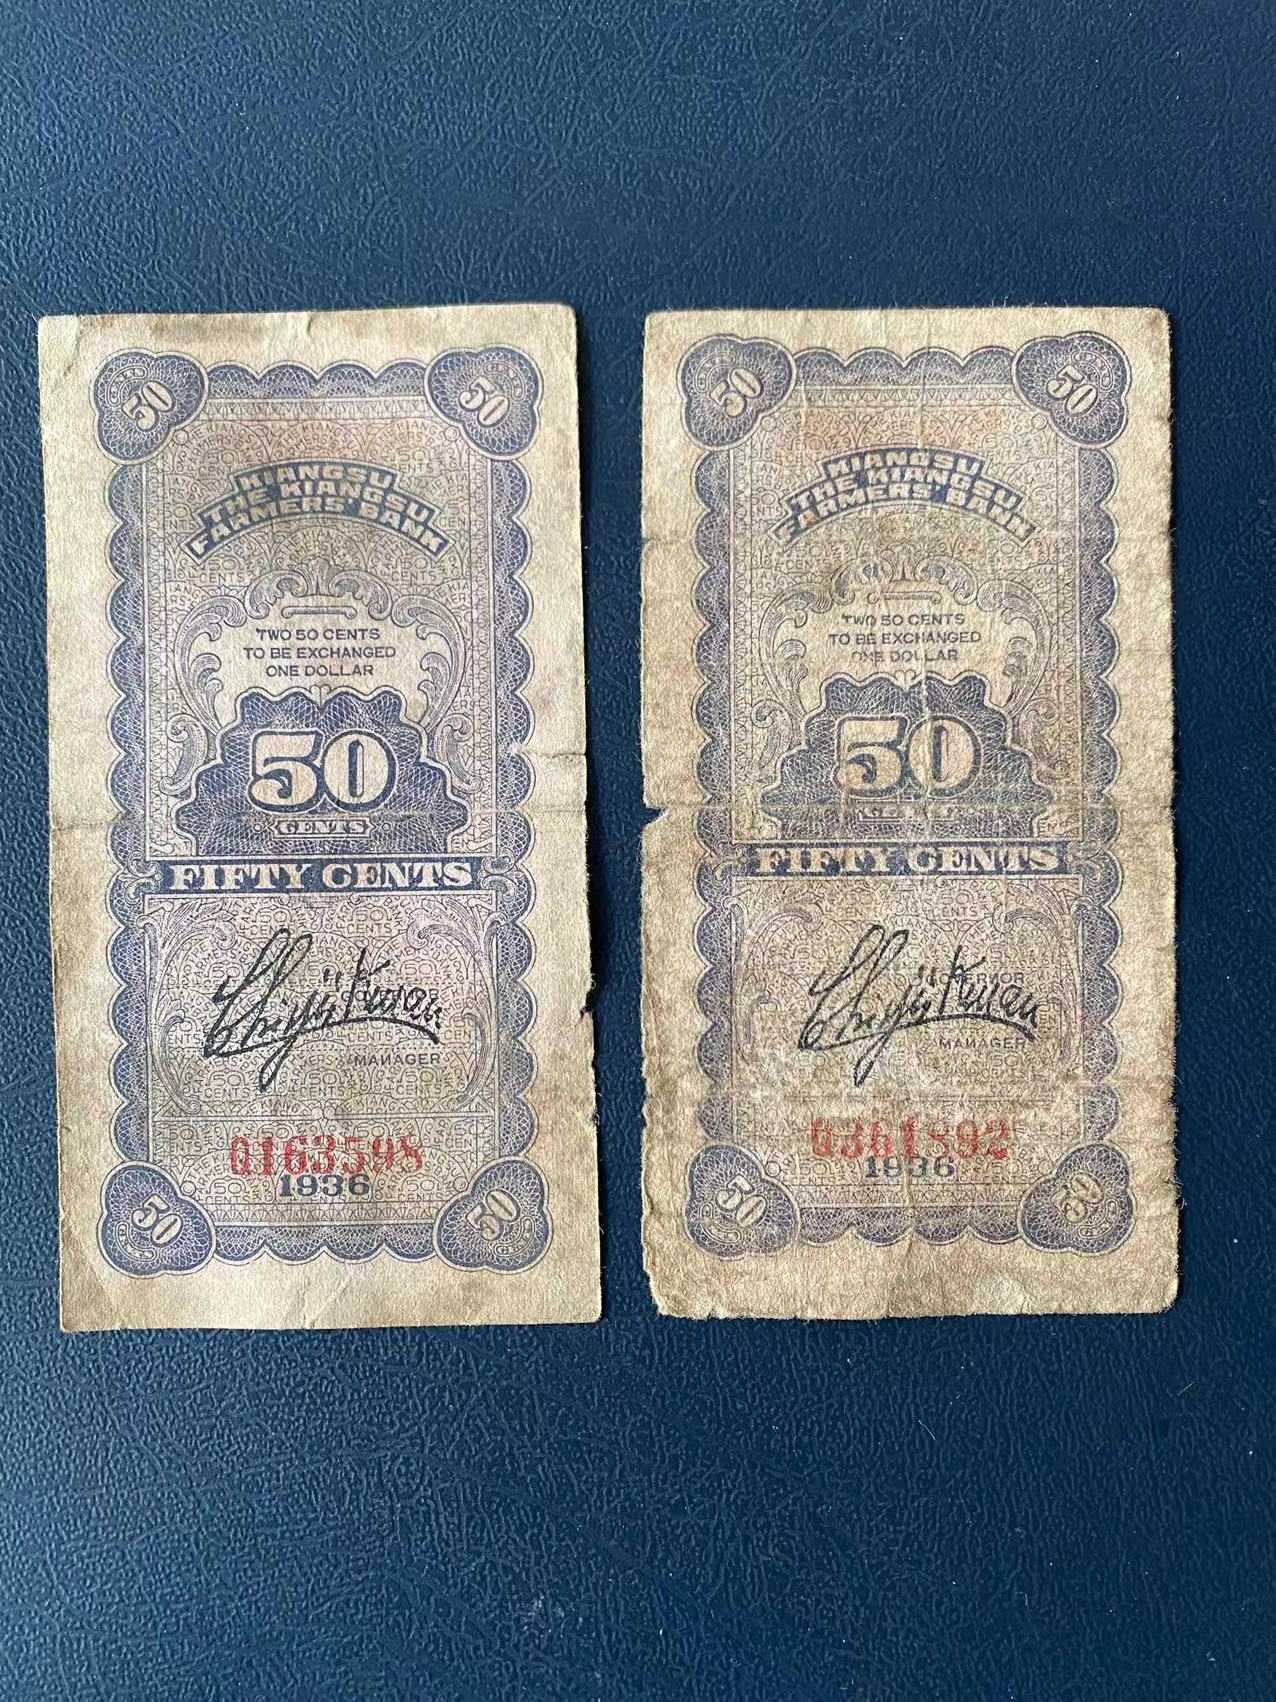 50
50
KIANGSU
THE KIANGSU
FARMERS' BANK
TWO 50 CENTS
TO BE EXCHANGED
ONE DOLLAR
50
CENTS
FIFTY CENTS
MANAGER
Q163598
1936
50
50
50
50
KIANGSU
THE KIANGSU
FARMERS' BANK
TWO 50 CENTS
TO BE EXCHANGED
ONE DOLLAR
50
CENTS
FIFTY CENTS
MANAGER
Q361892
1936
50
50